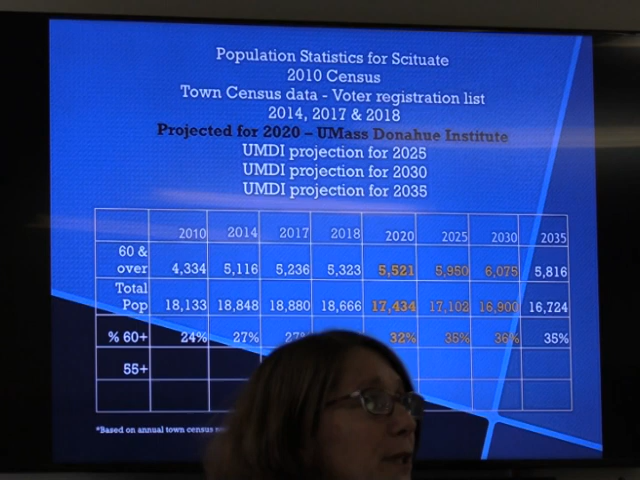 Population Statistics for Scituate
2010 Census
Town Census data - Voter registration list
2014, 2017 & 2018
Projected for 2020 – UMass Donahue Institute
UMDI projection for 2025
UMDI projection for 2030
UMDI projection for 2035
2010 2014 2017 2018 2020 2025 2030 2035
60 & over 4,334 5,116 5,236 5,323 5,521 5,950 6,075 5,816
Total Pop 18,133 18,848 18,880 18,666 17,434 17,102 16,900 16,724
% 60+ 24% 27% 27% 32% 35% 36% 35%
55+
*Based on annual town census